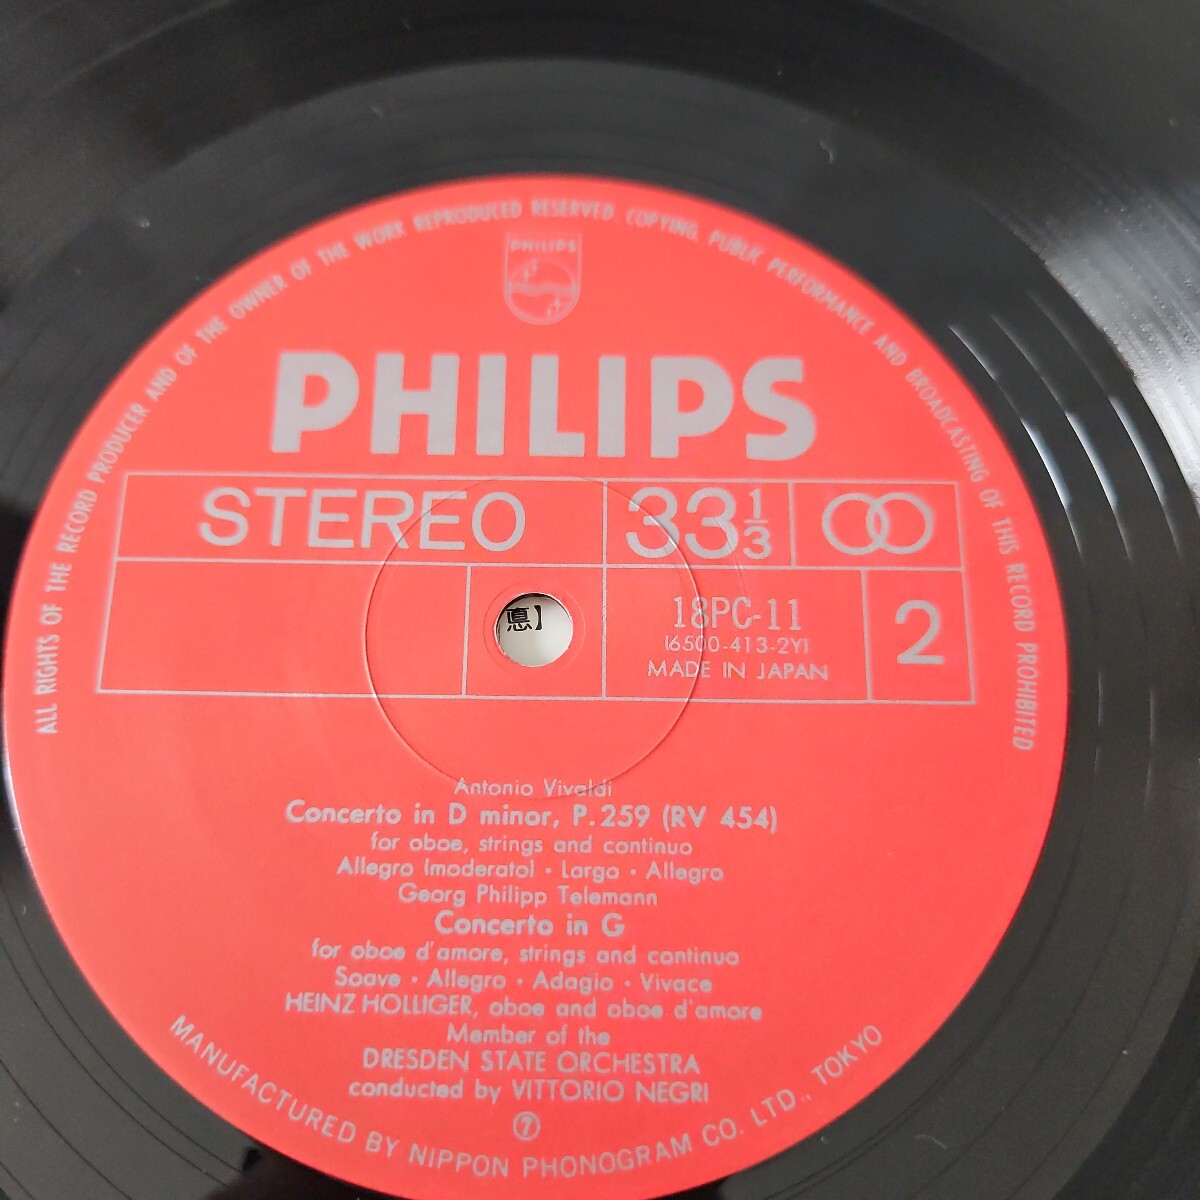 ALL RIGHTS OF THE RECORD PRODUCER AND OF THE OWNER OF THE WORK REPRODUCED RESERVED. COPYING, PUBLIC PERFORMANCE AND BROADCASTING OF THIS RECORD PROHIBITED
PHILIPS
PHILIPS
STEREO
33 1/3
18PC-11
(6500-413-2Y)
MADE IN JAPAN
2
Antonio Vivaldi
Concerto in D minor, P.259 (RV 454)
for oboe, strings and continuo
Allegro (moderato) · Largo · Allegro
Georg Philipp Telemann
Concerto in G
for oboe d'amore, strings and continuo
Soave · Allegro · Adagio · Vivace
HEINZ HOLLIGER, oboe and oboe d'amore
Member of the
DRESDEN STATE ORCHESTRA
conducted by VITTORIO NEGRI
⑦
MANUFACTURED BY NIPPON PHONOGRAM CO. LTD., TOKYO